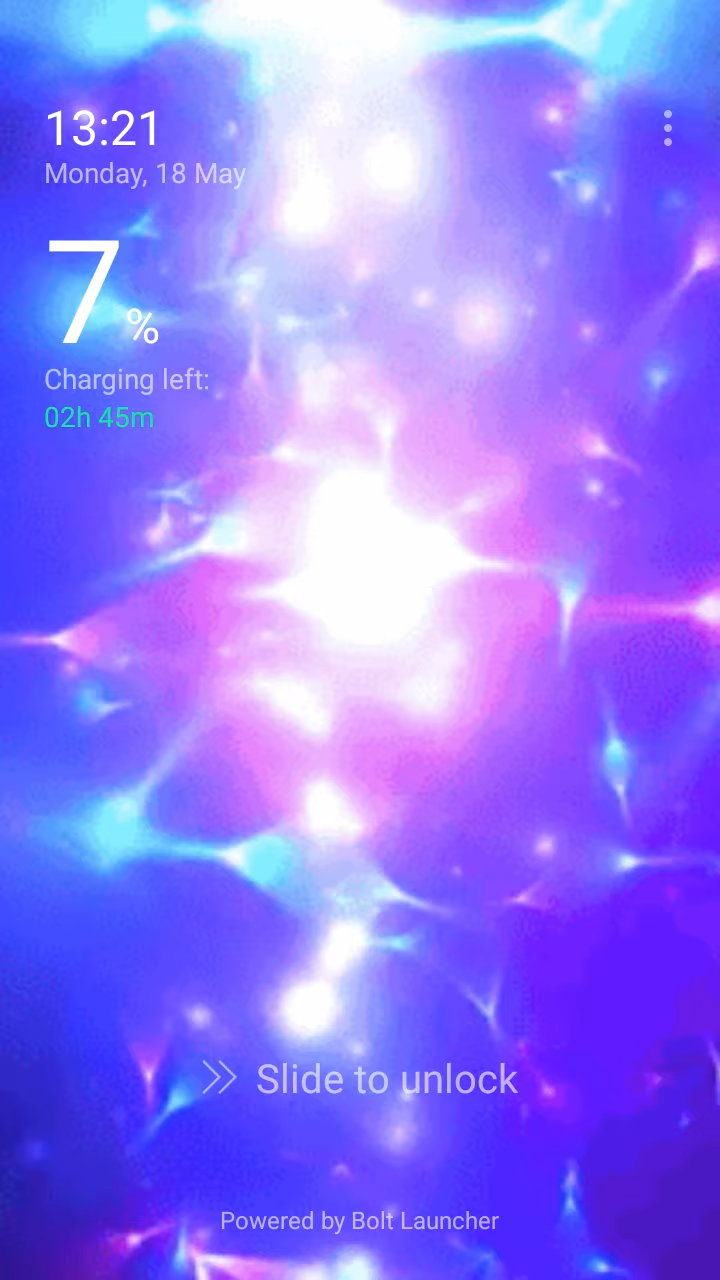 13:21
Monday, 18 May
7%
Charging left:
02h 45m
Slide to unlock
Powered by Bolt Launcher